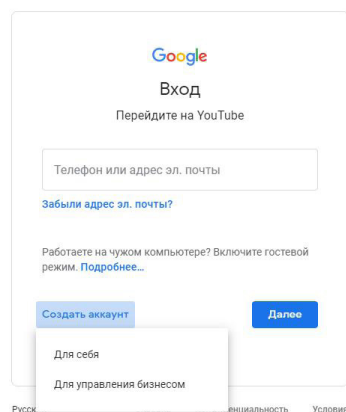 Google
Вход
Перейдите на YouTube
Телефон или адрес эл. почты
Забыли адрес эл. почты?
Работаете на чужом компьютере? Включите гостевой
режим. Подробнее…
Создать аккаунт Далее
Для себя
Для управления бизнесом